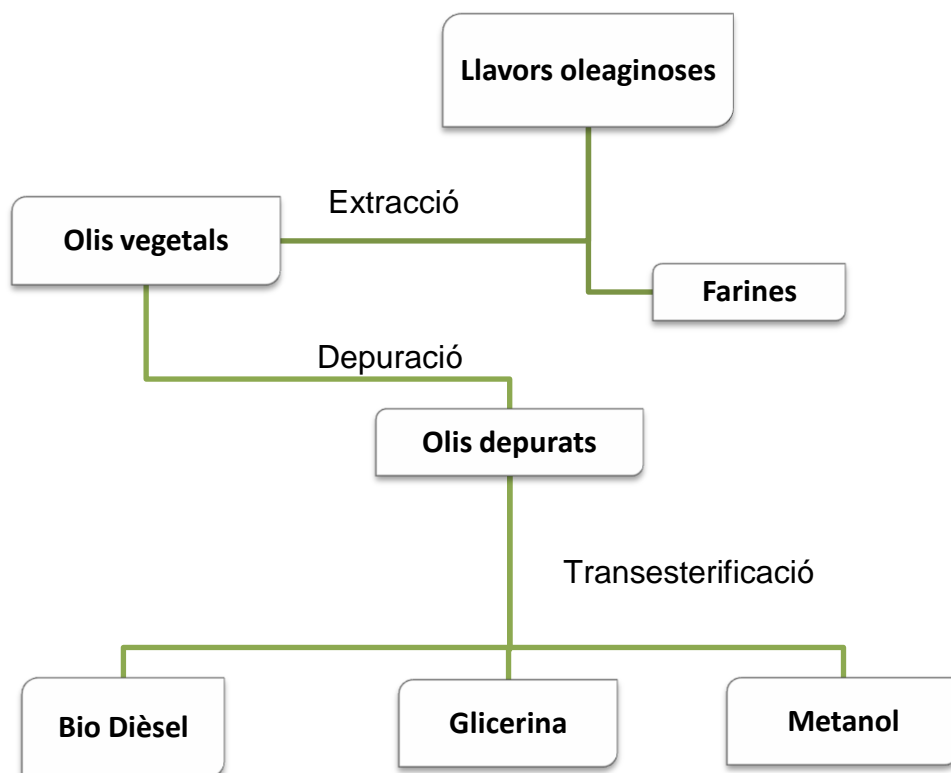 Llavors oleaginoses
Extracció
Olis vegetals
Farines
Depuració
Olis depurats
Transesterificació
Bio Dièsel
Glicerina
Metanol